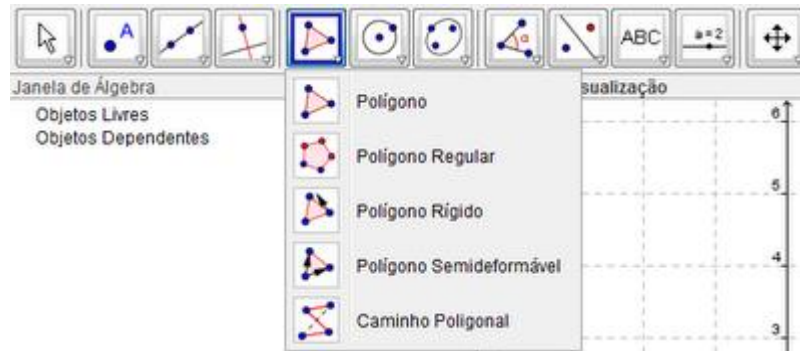 A
α
ABC
a=2
Janela de Álgebra
sualização
Objetos Livres
Objetos Dependentes
Polígono
Polígono Regular
Polígono Rígido
Polígono Semideformável
Caminho Poligonal
6
5
4
3